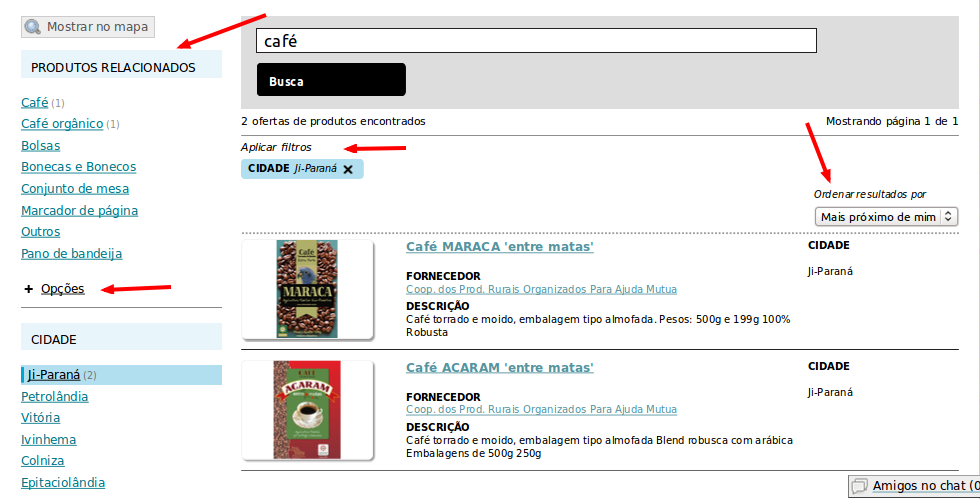 Mostrar no mapa
PRODUTOS RELACIONADOS
Café (1)
Café orgânico (1)
Bolsas
Bonecas e Bonecos
Conjunto de mesa
Marcador de página
Outros
Pano de bandeija
+ Opções
CIDADE
Ji-Paraná (2)
Petrolândia
Vitória
Ivinhema
Colniza
Epitaciolândia
café
Busca
2 ofertas de produtos encontrados
Mostrando página 1 de 1
Aplicar filtros
CIDADE Ji-Paraná ✕
Ordenar resultados por
Mais próximo de mim
Café
MARACA
Café MARACA 'entre matas'
FORNECEDOR
Coop. dos Prod. Rurais Organizados Para Ajuda Mutua
DESCRIÇÃO
Café torrado e moido, embalagem tipo almofada. Pesos: 500g e 199g 100%
Robusta
CIDADE
Ji-Paraná
CAFÉ
ACARAM
Café ACARAM 'entre matas'
FORNECEDOR
Coop. dos Prod. Rurais Organizados Para Ajuda Mutua
DESCRIÇÃO
Café torrado e moido, embalagem tipo almofada Blend robusca com arábica
Embalagens de 500g 250g
CIDADE
Ji-Paraná
Amigos no chat (0